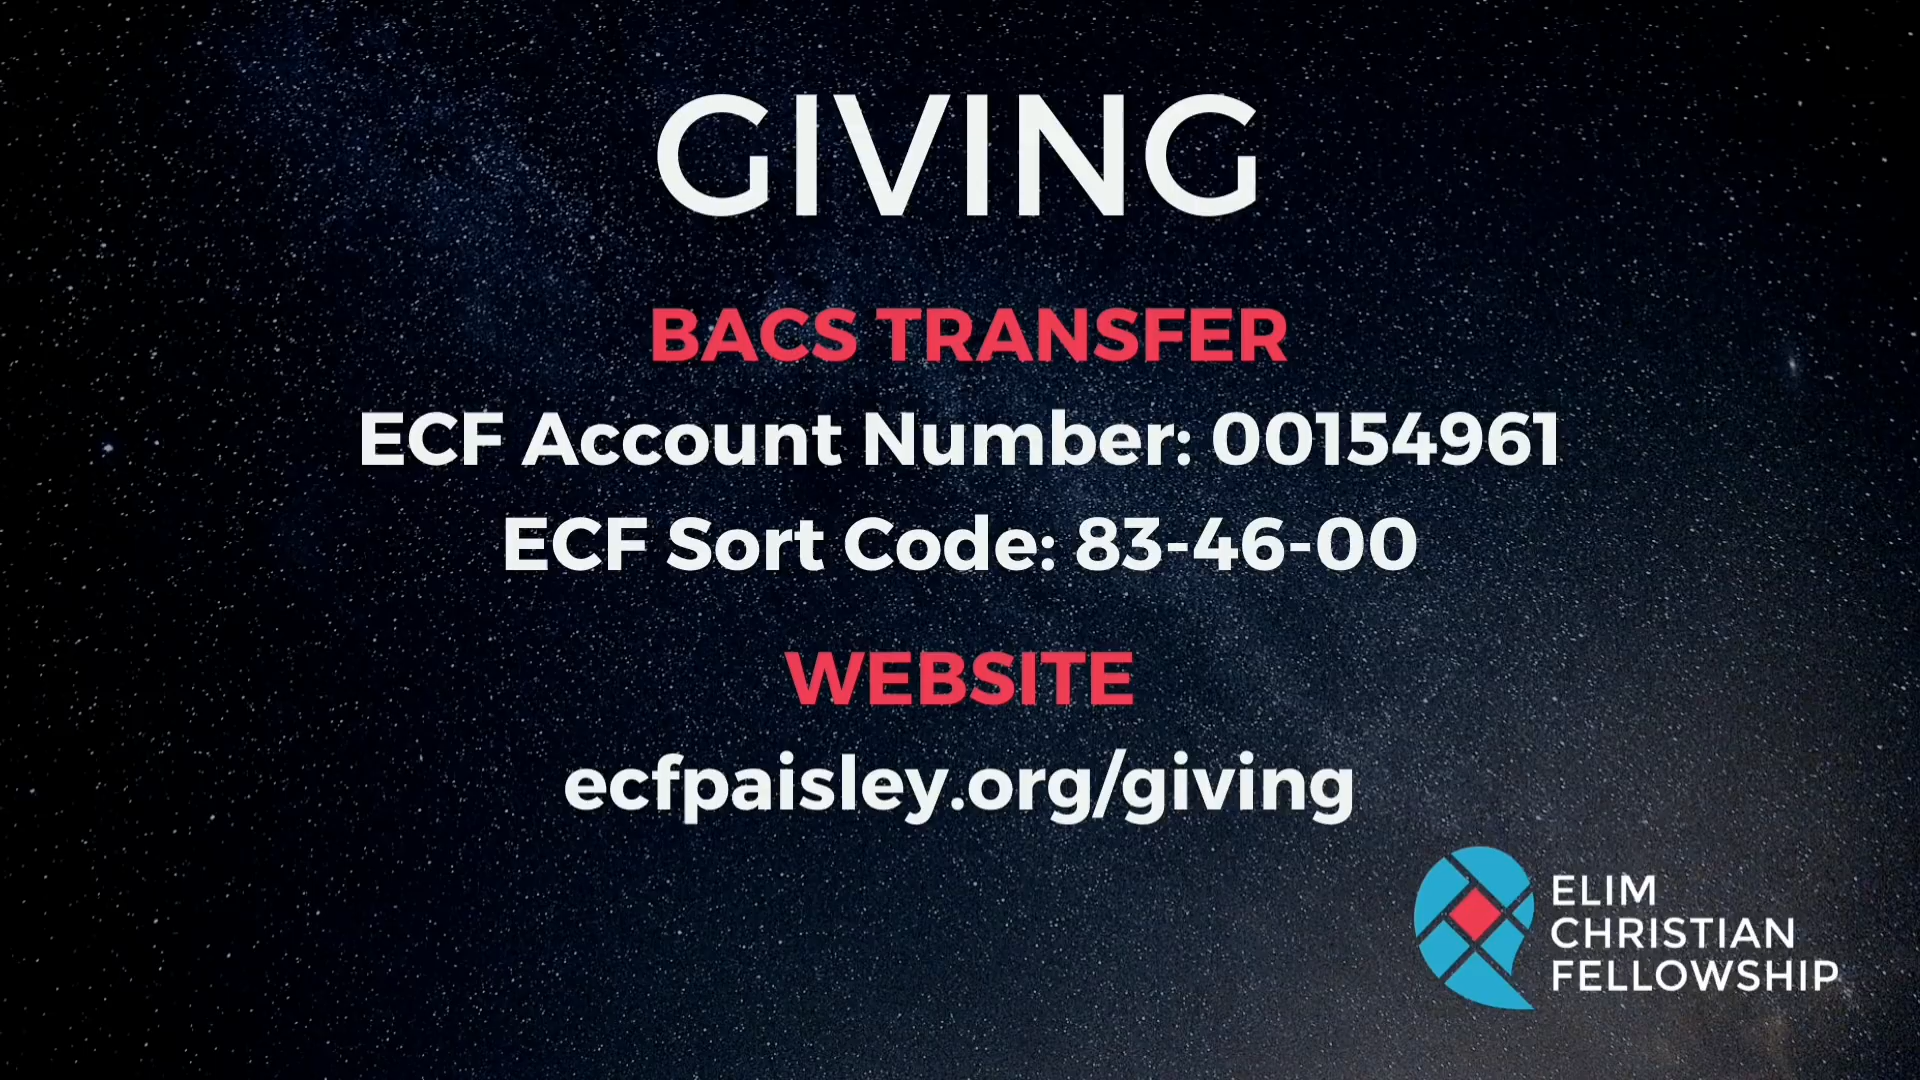 GIVING
BACS TRANSFER
ECF Account Number: 00154961
ECF Sort Code: 83-46-00
WEBSITE
ecfpaisley.org/giving
ELIM
CHRISTIAN
FELLOWSHIP